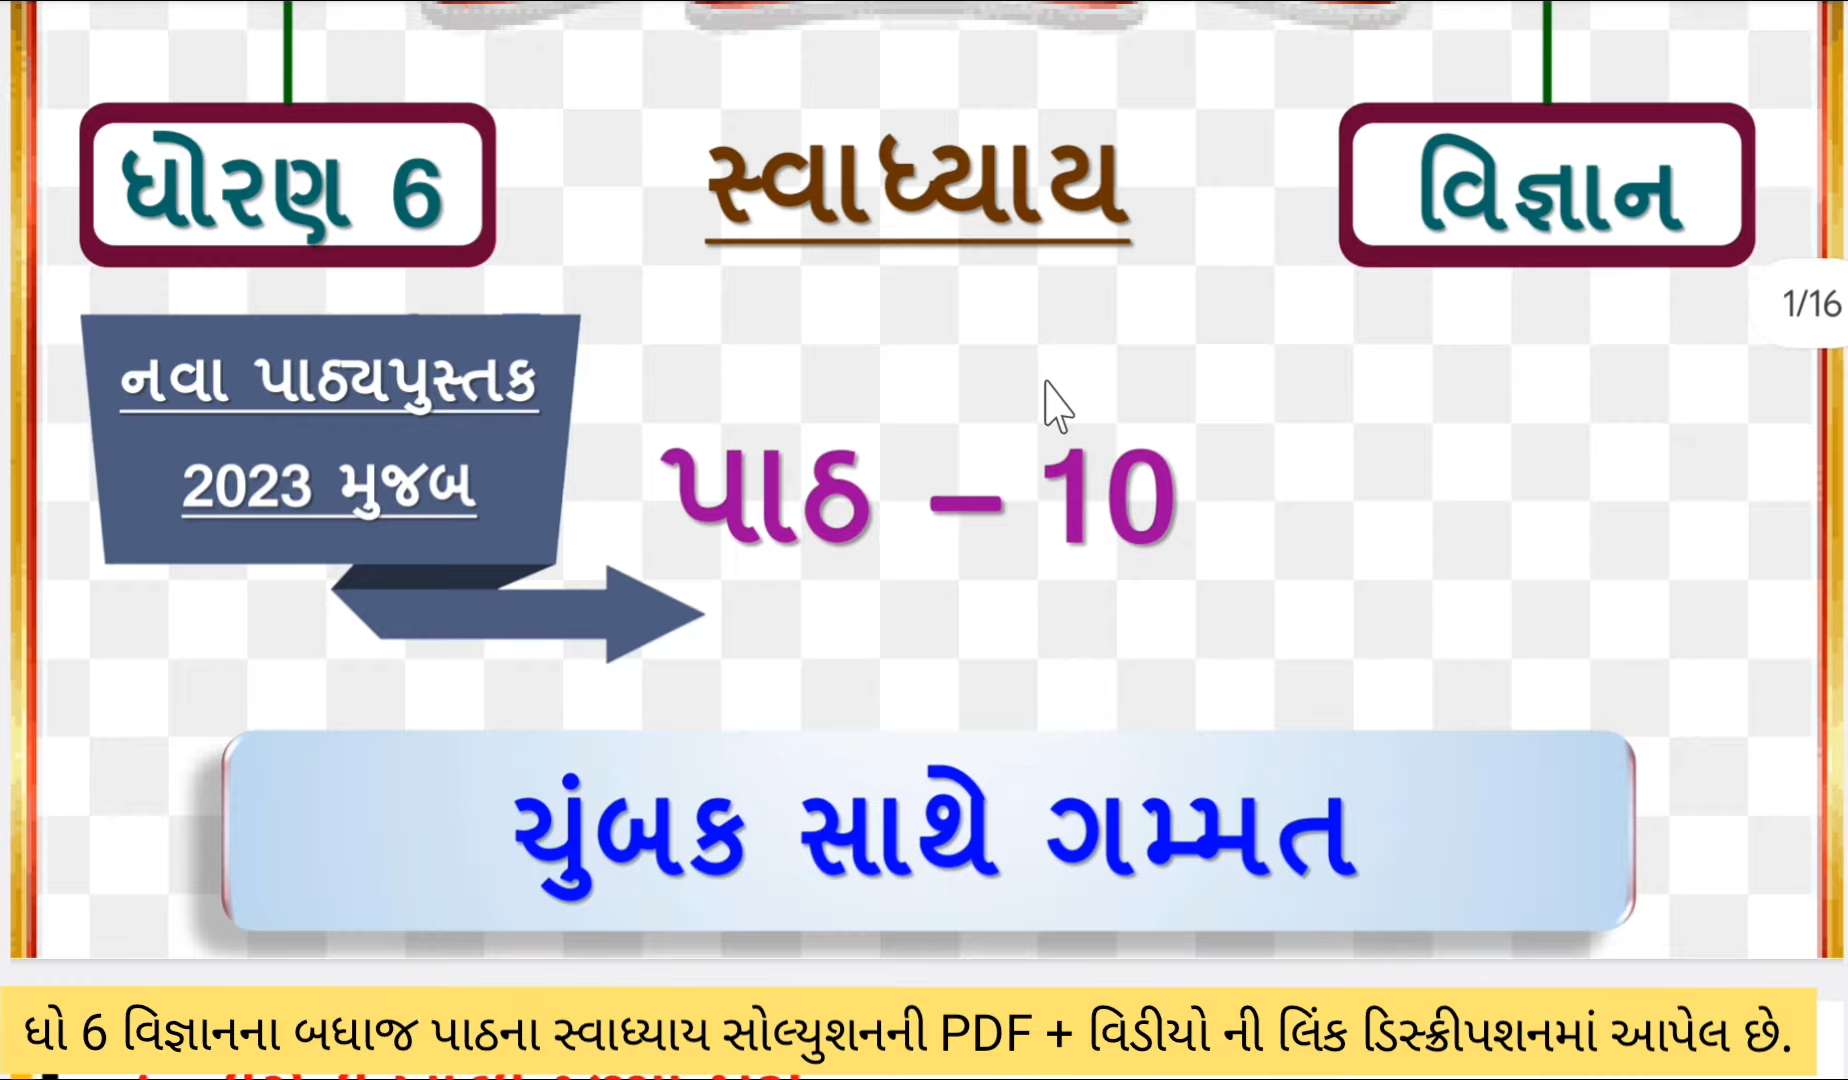 ધોરણ 6
સ્વાધ્યાય
વિજ્ઞાન
1/16
નવા પાઠ્યપુસ્તક
2023 મુજબ
પાઠ – 10
ચુંબક સાથે ગમ્મત
ધો 6 વિજ્ઞાનના બધાજ પાઠના સ્વાધ્યાય સોલ્યુશનની PDF + વિડીયો ની લિંક ડિસ્ક્રીપશનમાં આપેલ છે.